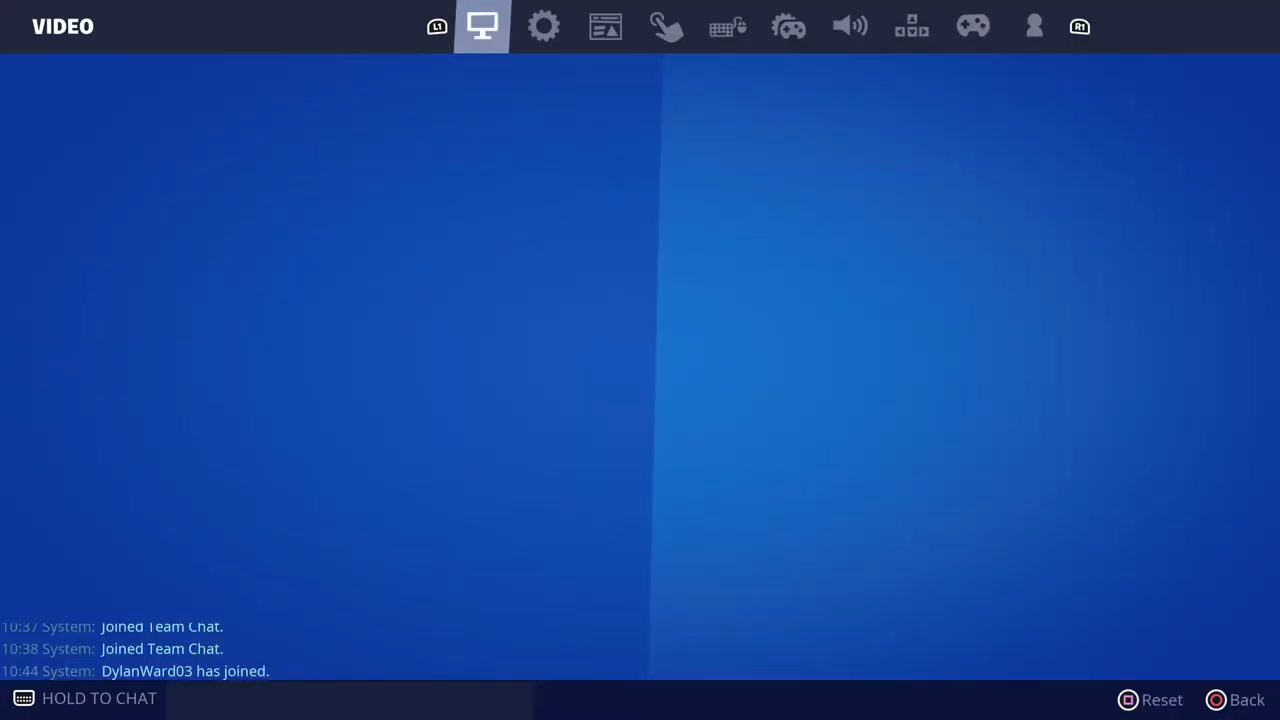 VIDEO
L1
R1
10:37 System: Joined Team Chat.
10:38 System: Joined Team Chat.
10:44 System: DylanWard03 has joined.
HOLD TO CHAT
Reset
Back